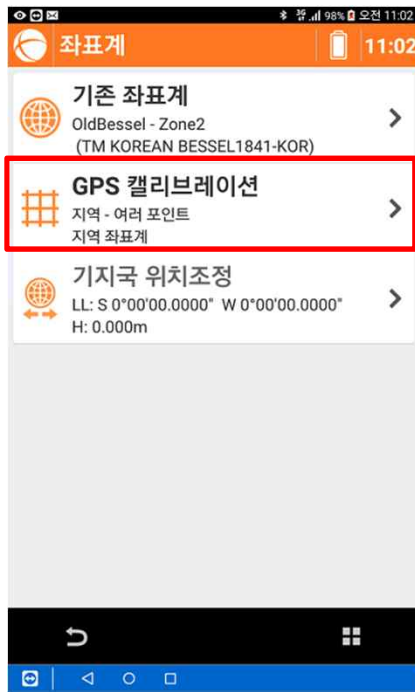 98% 오전 11:02
좌표계 11:02
기존 좌표계
OldBessel - Zone2
(TM KOREAN BESSEL1841-KOR)
GPS 캘리브레이션
지역 - 여러 포인트
지역 좌표계
기지국 위치조정
LL: S 0°00'00.0000" W 0°00'00.0000"
H: 0.000m